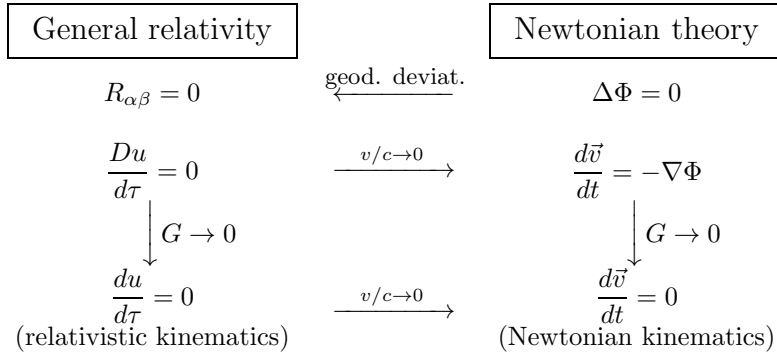 General relativity Newtonian theory
R_{αβ} = 0 geod. deviat. ΔΦ = 0
Du/dτ = 0 v/c→0 dv⃗/dt = −∇Φ
G → 0 G → 0
du/dτ = 0 v/c→0 dv⃗/dt = 0
(relativistic kinematics) (Newtonian kinematics)